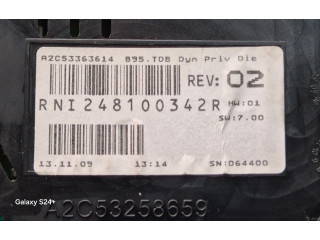 A2C53363614 B95.TDB Dyn Priv Die
REV: 02
RNI248100342R HW:01
SW:7.00
13.11.09 13:14 SN:064400
Galaxy S24+
A2C53258659